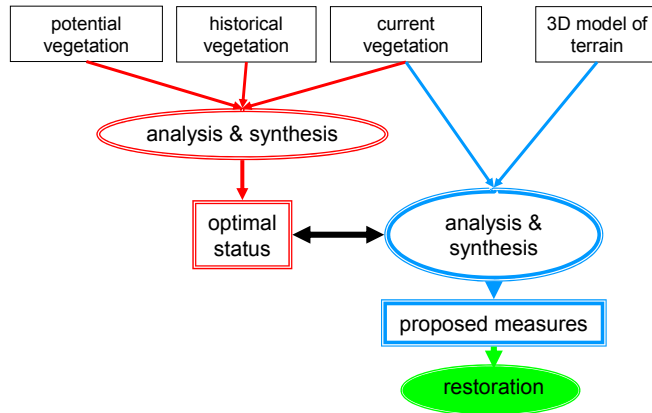 potential
vegetation
historical
vegetation
current
vegetation
3D model of
terrain
analysis & synthesis
optimal
status
analysis &
synthesis
proposed measures
restoration